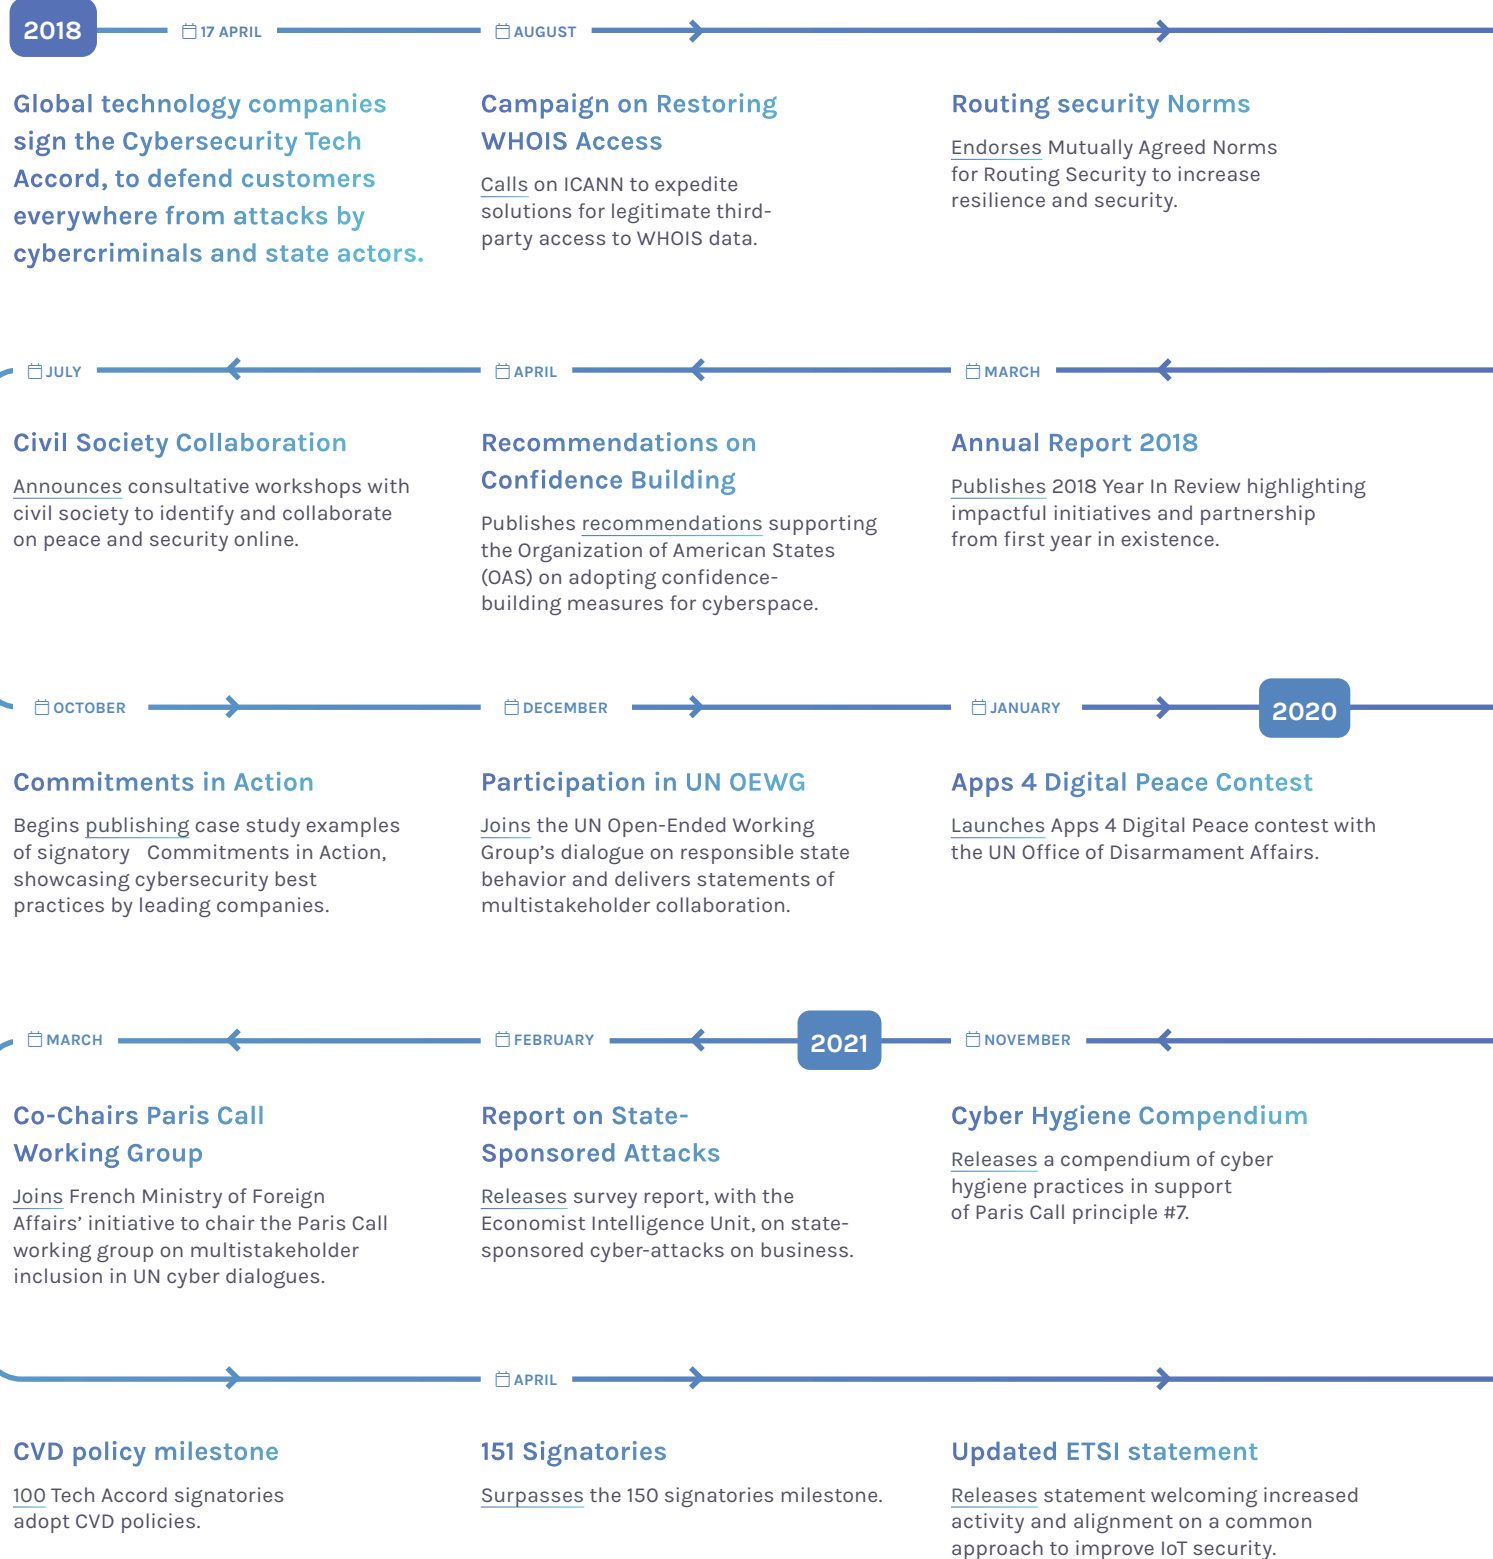 2018
17 APRIL
AUGUST
Global technology companies
sign the Cybersecurity Tech
Accord, to defend customers
everywhere from attacks by
cybercriminals and state actors.
Campaign on Restoring
WHOIS Access
Calls on ICANN to expedite
solutions for legitimate third-
party access to WHOIS data.
Routing security Norms
Endorses Mutually Agreed Norms
for Routing Security to increase
resilience and security.
JULY
APRIL
MARCH
Civil Society Collaboration
Announces consultative workshops with
civil society to identify and collaborate
on peace and security online.
Recommendations on
Confidence Building
Publishes recommendations supporting
the Organization of American States
(OAS) on adopting confidence-
building measures for cyberspace.
Annual Report 2018
Publishes 2018 Year In Review highlighting
impactful initiatives and partnership
from first year in existence.
OCTOBER
DECEMBER
JANUARY
2020
Commitments in Action
Begins publishing case study examples
of signatory Commitments in Action,
showcasing cybersecurity best
practices by leading companies.
Participation in UN OEWG
Joins the UN Open-Ended Working
Group’s dialogue on responsible state
behavior and delivers statements of
multistakeholder collaboration.
Apps 4 Digital Peace Contest
Launches Apps 4 Digital Peace contest with
the UN Office of Disarmament Affairs.
MARCH
FEBRUARY
2021
NOVEMBER
Co-Chairs Paris Call
Working Group
Joins French Ministry of Foreign
Affairs’ initiative to chair the Paris Call
working group on multistakeholder
inclusion in UN cyber dialogues.
Report on State-
Sponsored Attacks
Releases survey report, with the
Economist Intelligence Unit, on state-
sponsored cyber-attacks on business.
Cyber Hygiene Compendium
Releases a compendium of cyber
hygiene practices in support
of Paris Call principle #7.
APRIL
CVD policy milestone
100 Tech Accord signatories
adopt CVD policies.
151 Signatories
Surpasses the 150 signatories milestone.
Updated ETSI statement
Releases statement welcoming increased
activity and alignment on a common
approach to improve IoT security.